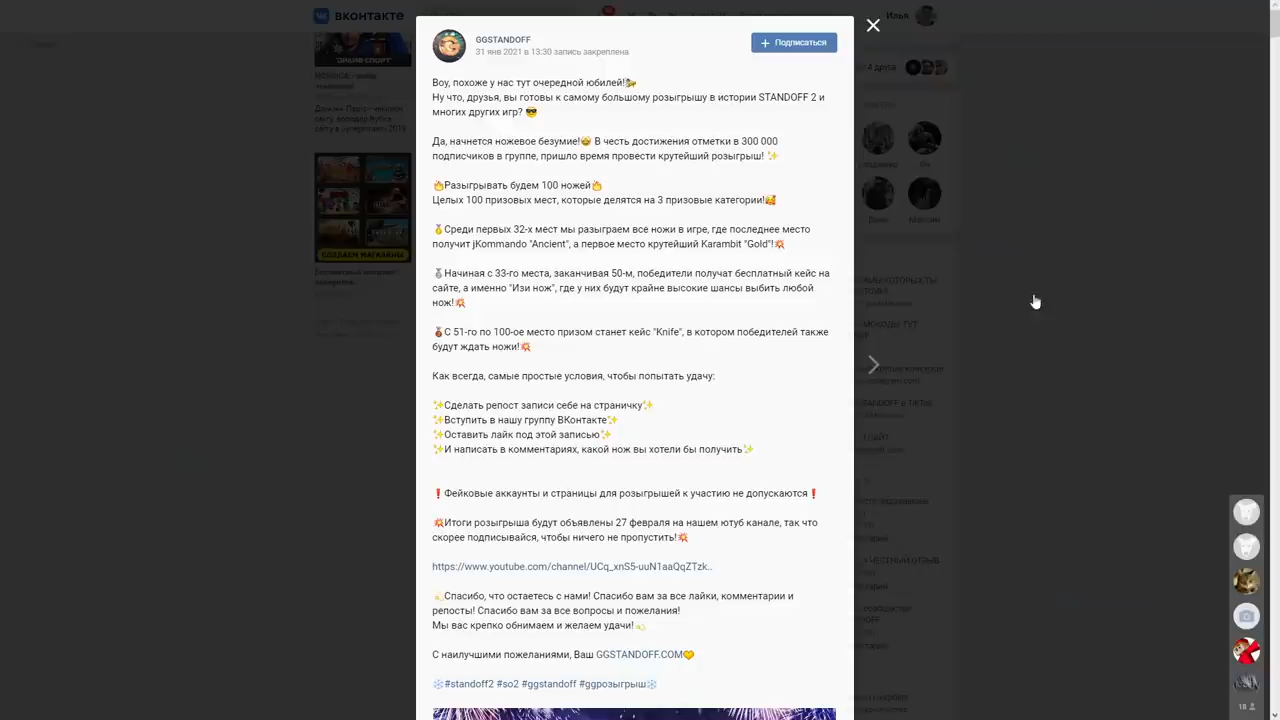 вконтакте
Илья
GGSTANDOFF
31 янв 2021 в 13:30 запись закреплена
Подписаться
4 друга
Воу, похоже у нас тут очередной юбилей!
Ну что, друзья, вы готовы к самому большому розыгрышу в истории STANDOFF 2 и
многих других игр? 😎
Да, начнется ножевое безумие!🤩 В честь достижения отметки в 300 000
подписчиков в группе, пришло время провести крутейший розыгрыш! ✨
Разыгрывать будем 100 ножей
Целых 100 призовых мест, которые делятся на 3 призовые категории!🥰
🥇Среди первых 32-х мест мы разыграем все ножи в игре, где последнее место
получит jKommando "Ancient", а первое место крутейший Karambit "Gold"!💥
🥈Начиная с 33-го места, заканчивая 50-м, победители получат бесплатный кейс на
сайте, а именно "Изи нож", где у них будут крайне высокие шансы выбить любой
нож!💥
🥉С 51-го по 100-ое место призом станет кейс "Knife", в котором победителей также
будут ждать ножи!💥
Как всегда, самые простые условия, чтобы попытать удачу:
✨Сделать репост записи себе на страничку✨
✨Вступить в нашу группу ВКонтакте✨
✨Оставить лайк под этой записью✨
✨И написать в комментариях, какой нож вы хотели бы получить✨
❗Фейковые аккаунты и страницы для розыгрышей к участию не допускаются❗
💥Итоги розыгрыша будут объявлены 27 февраля на нашем ютуб канале, так что
скорее подписывайся, чтобы ничего не пропустить!💥
https://www.youtube.com/channel/UCq_xnS5-uuN1aaQqZTzk..
💫Спасибо, что остаетесь с нами! Спасибо вам за все лайки, комментарии и
репосты! Спасибо вам за все вопросы и пожелания!
Мы вас крепко обнимаем и желаем удачи!💫
С наилучшими пожеланиями, Ваш GGSTANDOFF.COM💛
❄#standoff2 #so2 #ggstandoff #ggрозыгрыш❄
18